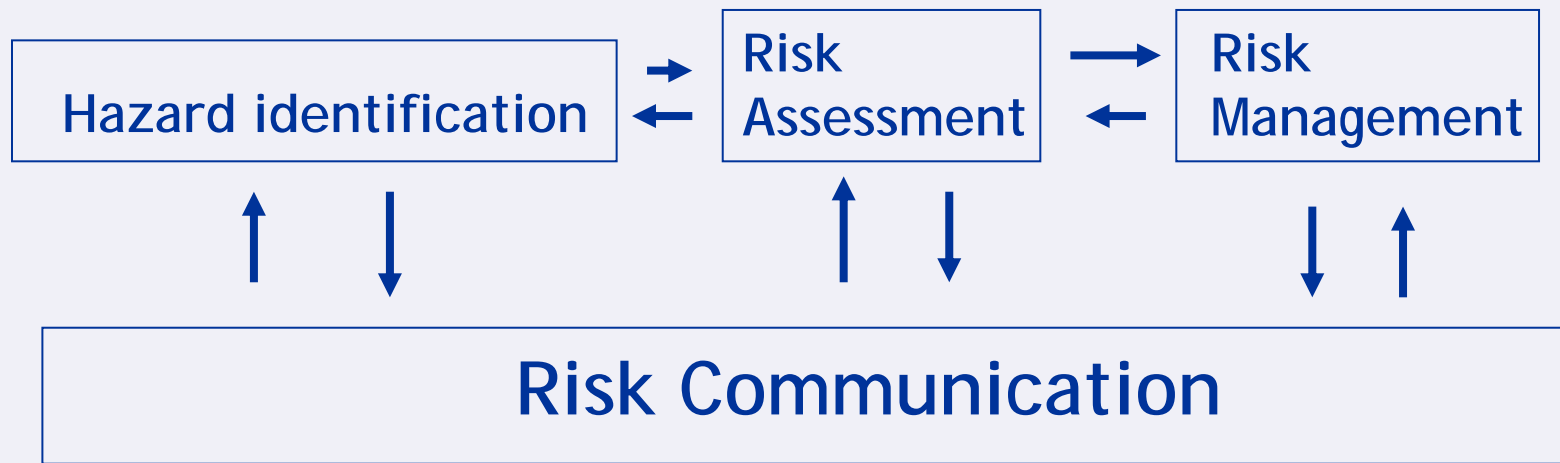 Hazard identification
Risk
Assessment
Risk
Management
Risk Communication